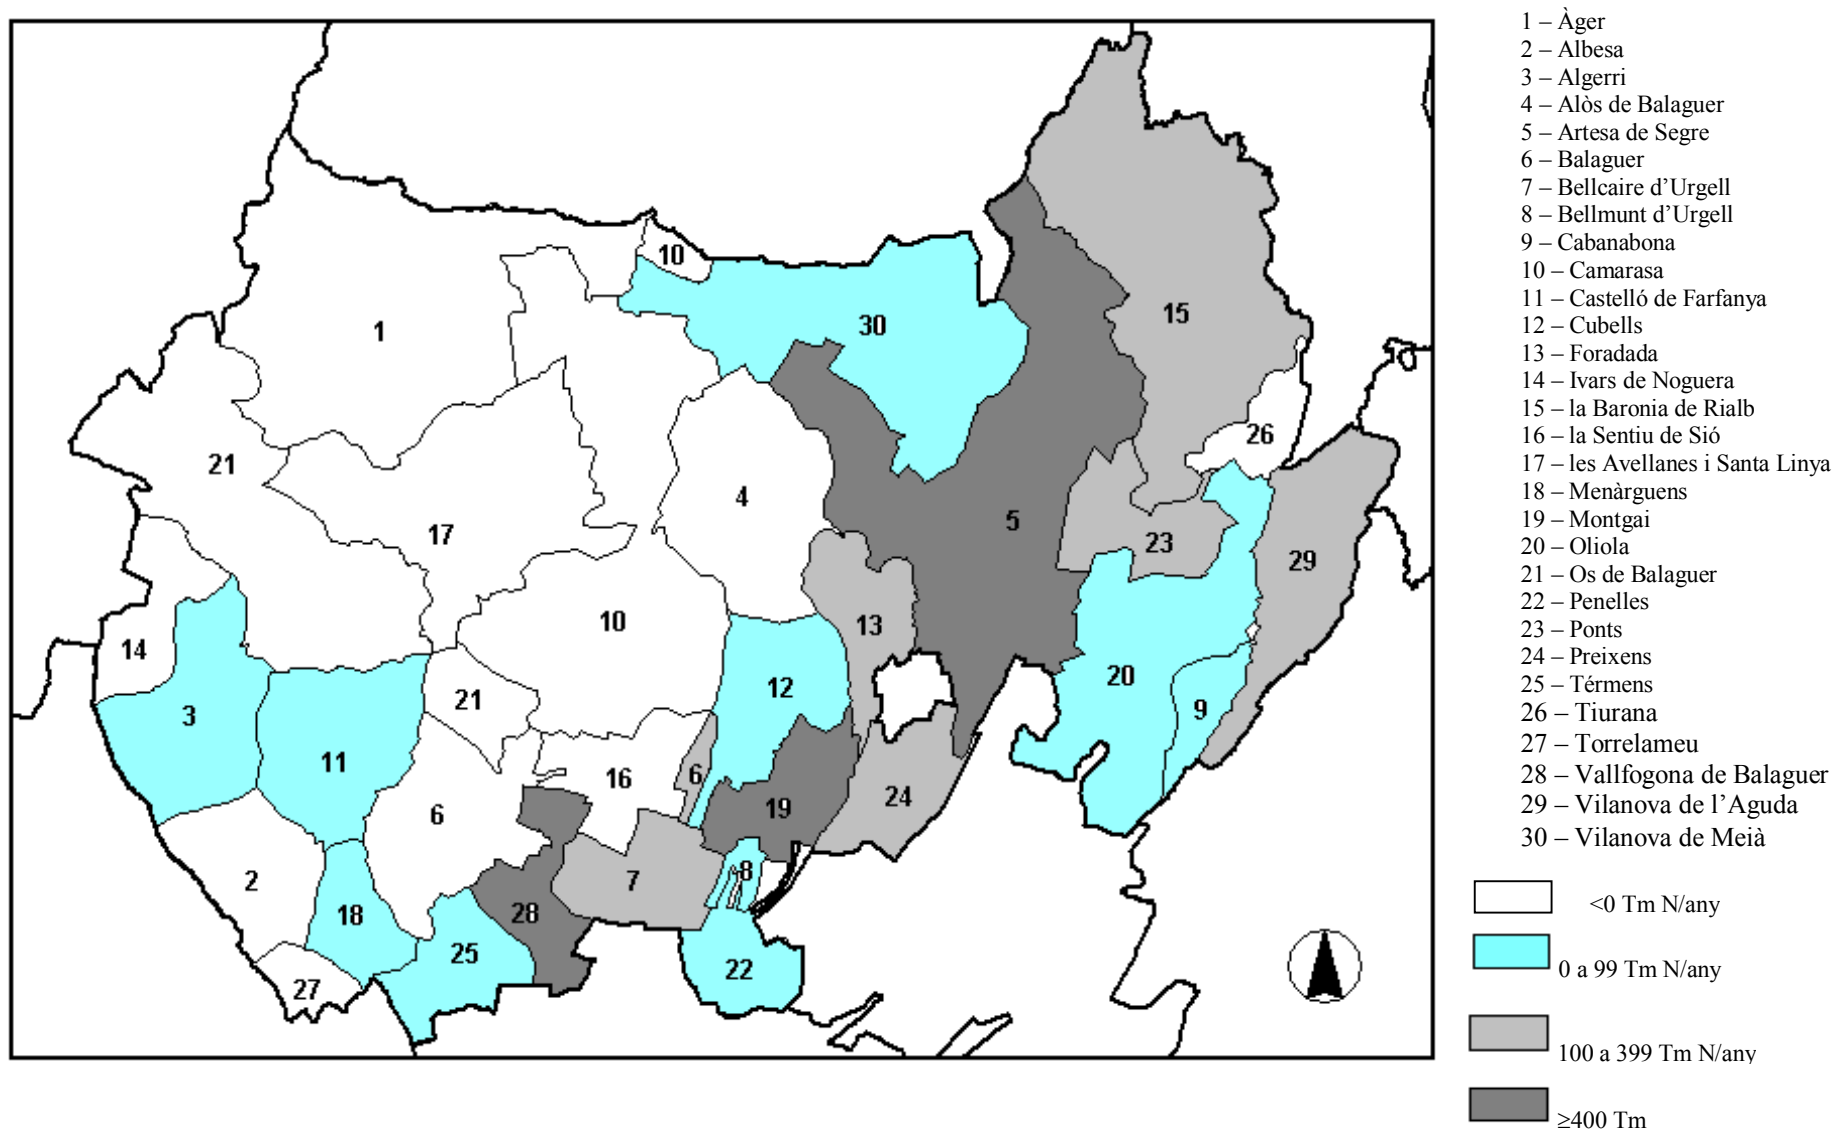 1 – Àger
2 – Albesa
3 – Algerri
4 – Alòs de Balaguer
5 – Artesa de Segre
6 – Balaguer
7 – Bellcaire d’Urgell
8 – Bellmunt d’Urgell
9 – Cabanabona
10 – Camarasa
11 – Castelló de Farfanya
12 – Cubells
13 – Foradada
14 – Ivars de Noguera
15 – la Baronia de Rialb
16 – la Sentiu de Sió
17 – les Avellanes i Santa Linya
18 – Menàrguens
19 – Montgai
20 – Oliola
21 – Os de Balaguer
22 – Penelles
23 – Ponts
24 – Preixens
25 – Térmens
26 – Tiurana
27 – Torrelameu
28 – Vallfogona de Balaguer
29 – Vilanova de l’Aguda
30 – Vilanova de Meià
<0 Tm N/any
0 a 99 Tm N/any
100 a 399 Tm N/any
≥400 Tm
10
1
30
15
26
21
4
17
5
23
29
10
13
14
20
12
21
3
9
11
16
6
24
19
6
7
8
2
28
18
25
22
27